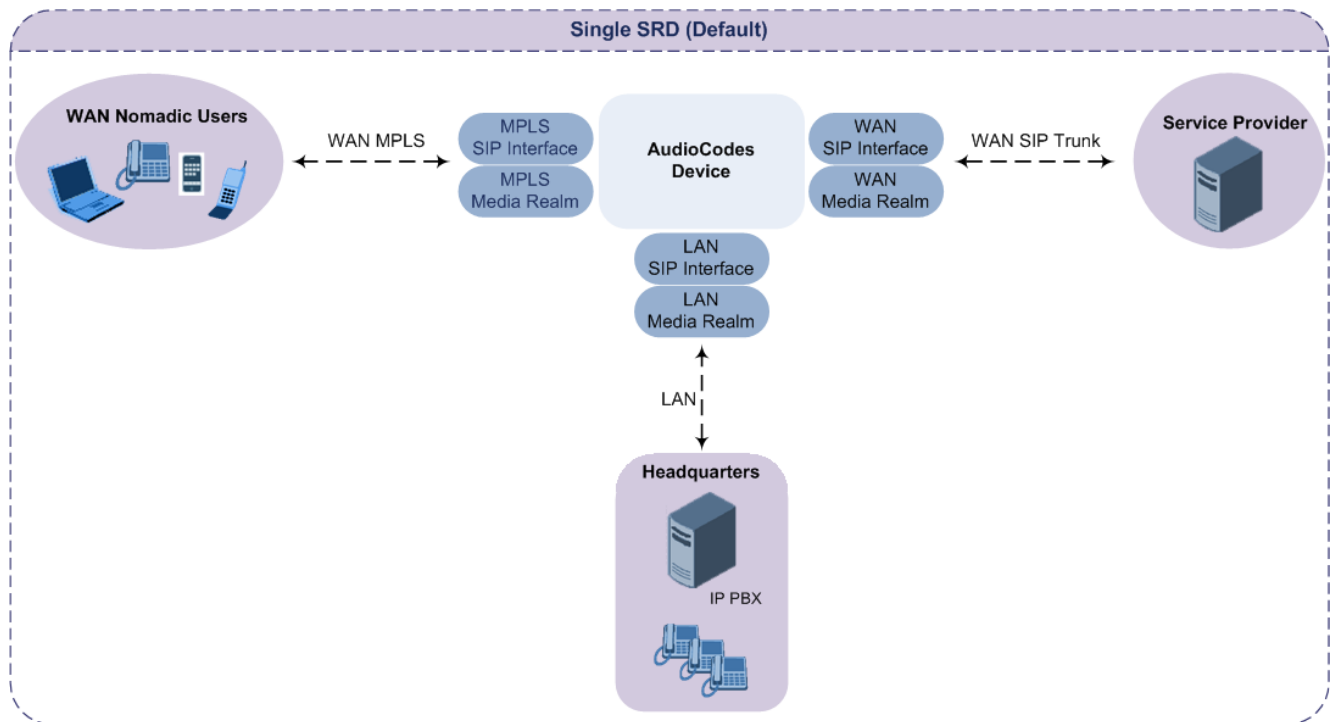 Single SRD (Default)
WAN Nomadic Users
WAN MPLS
MPLS
SIP Interface
MPLS
Media Realm
AudioCodes
Device
WAN
SIP Interface
WAN
Media Realm
WAN SIP Trunk
Service Provider
LAN
SIP Interface
LAN
Media Realm
LAN
Headquarters
IP PBX